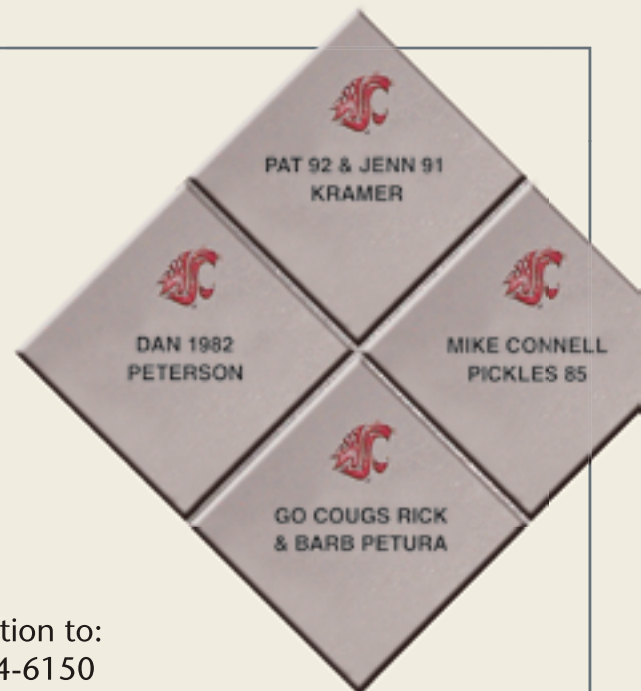 PAT 92 & JENN 91
KRAMER
DAN 1982
PETERSON
MIKE CONNELL
PICKLES 85
GO COUGS RICK
& BARB PETURA
tion to:
4-6150